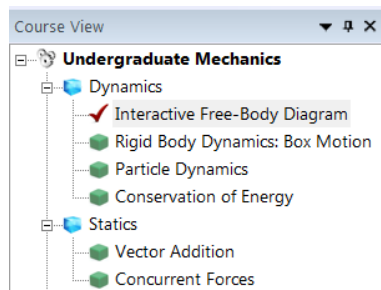 Course View
Undergraduate Mechanics
Dynamics
Interactive Free-Body Diagram
Rigid Body Dynamics: Box Motion
Particle Dynamics
Conservation of Energy
Statics
Vector Addition
Concurrent Forces